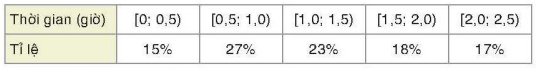 Thời gian (giờ) [0; 0,5) [0,5; 1,0) [1,0; 1,5) [1,5; 2,0) [2,0; 2,5)
Tỉ lệ 15% 27% 23% 18% 17%